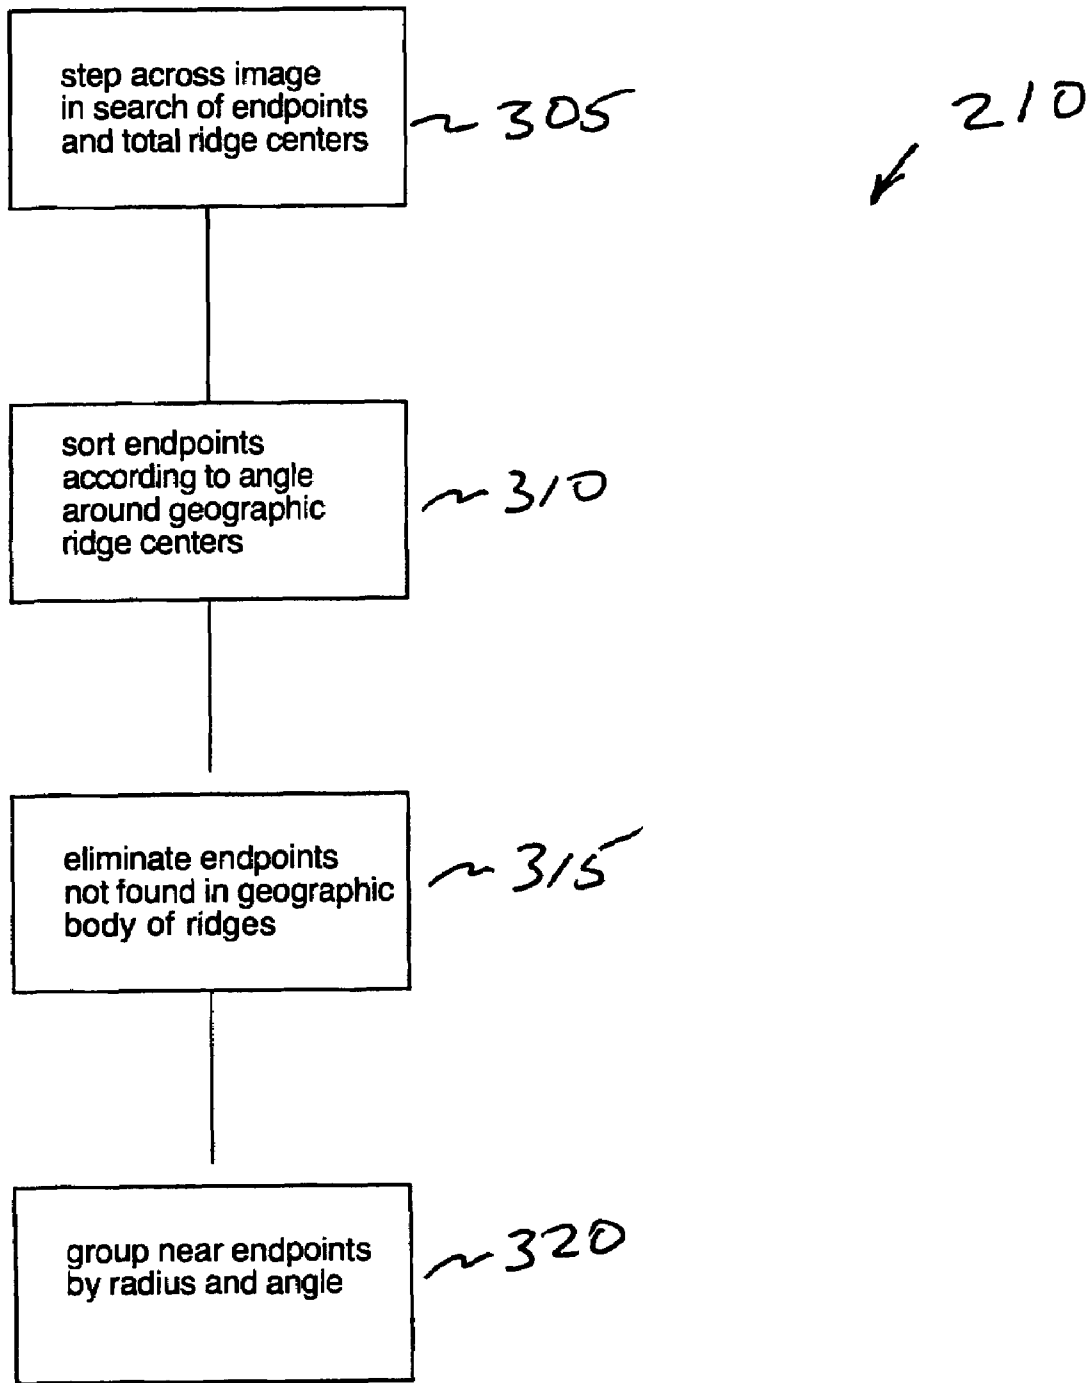 step across image
in search of endpoints
and total ridge centers
~305
210
sort endpoints
according to angle
around geographic
ridge centers
~310
eliminate endpoints
not found in geographic
body of ridges
~315
group near endpoints
by radius and angle
~320